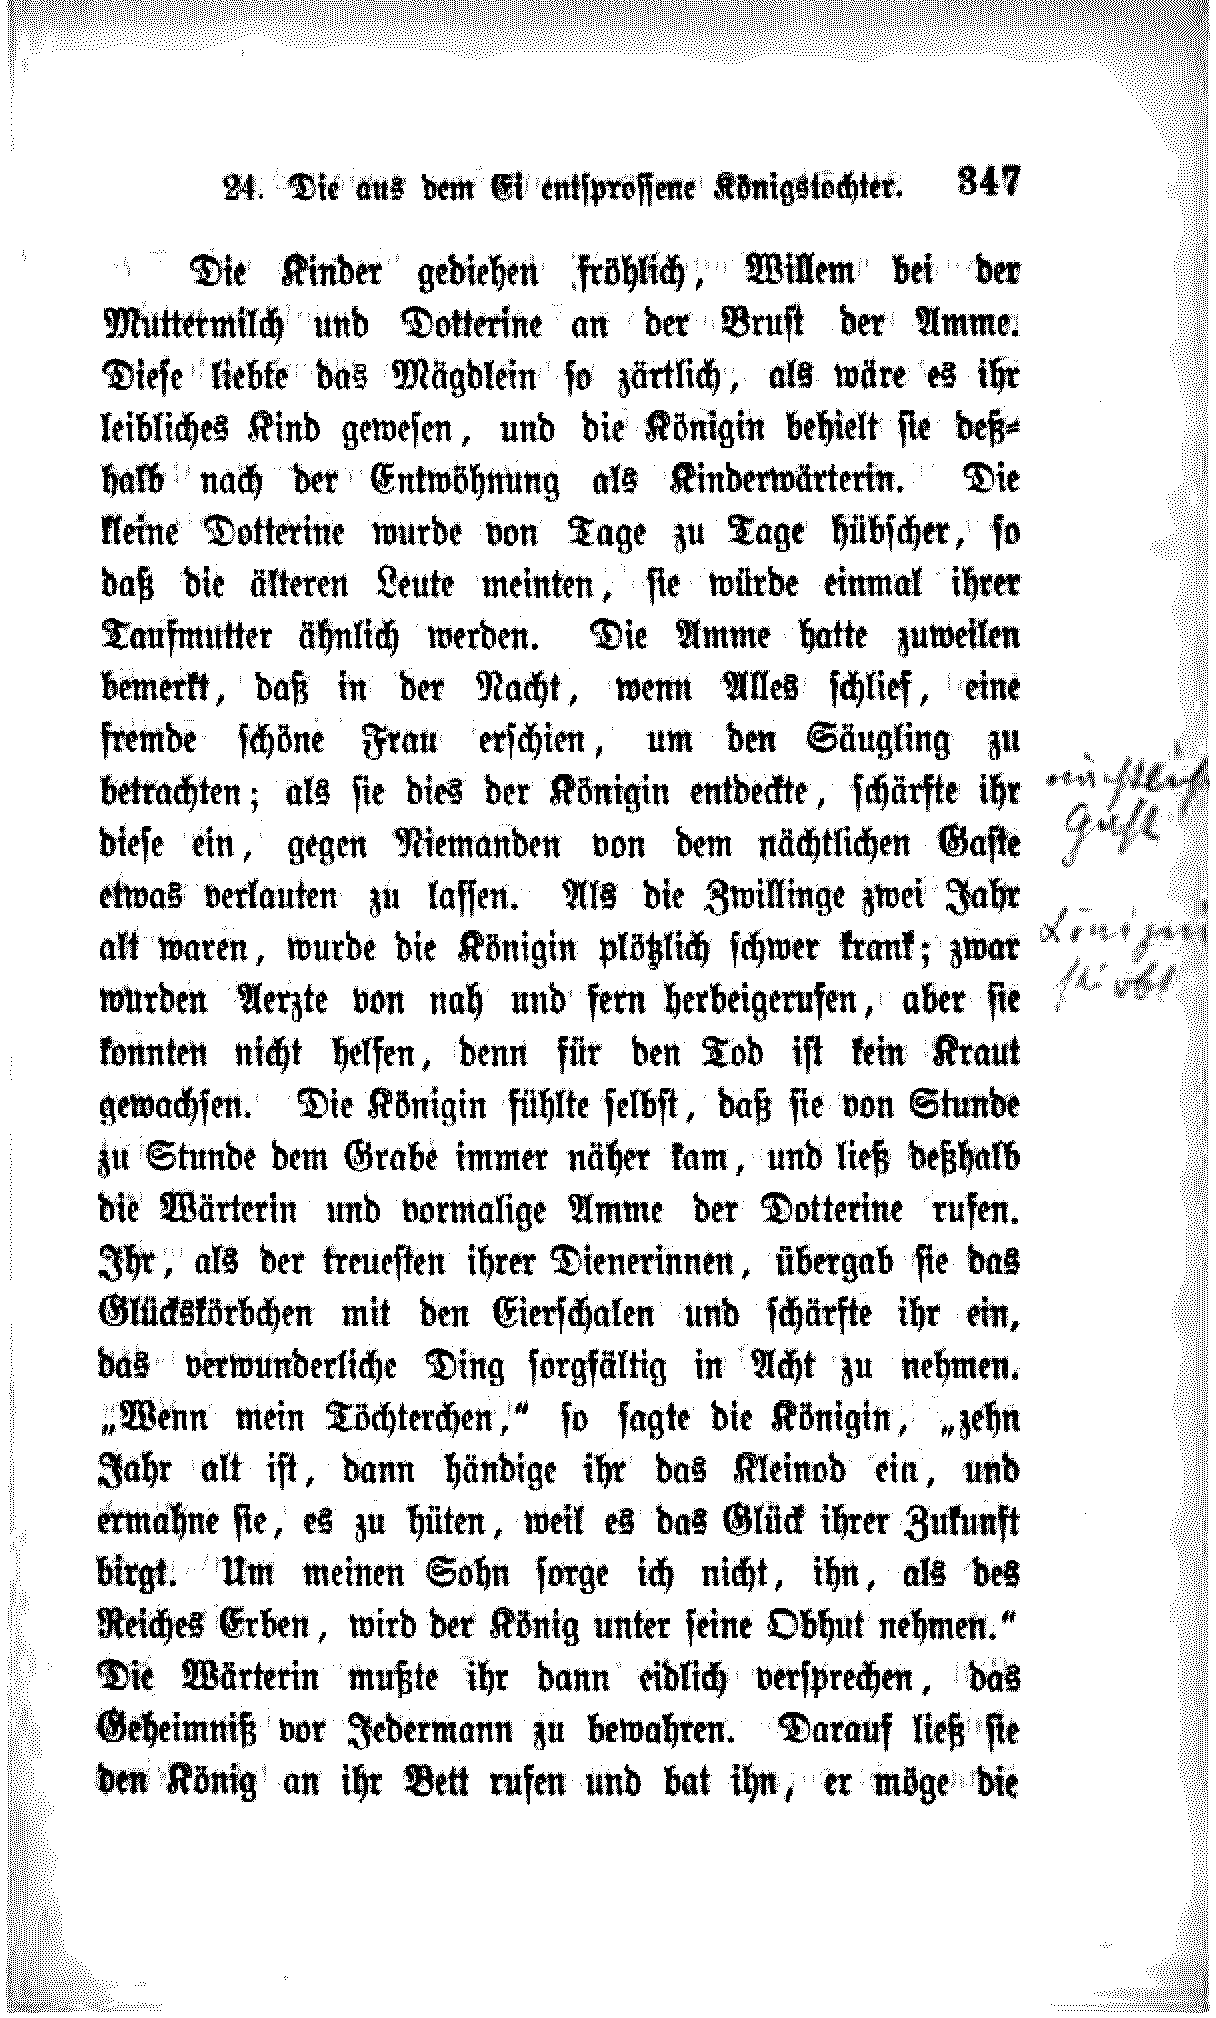 24. Die aus dem Ei entsprossene Königstochter. 347
Die Kinder gediehen fröhlich, Willem bei der
Muttermilch und Dotterine an der Brust der Amme.
Diese liebte das Mägdlein so zärtlich, als wäre es ihr
leibliches Kind gewesen, und die Königin behielt sie deß-
halb nach der Entwöhnung als Kinderwärterin. Die
kleine Dotterine wurde von Tage zu Tage hübscher, so
daß die älteren Leute meinten, sie würde einmal ihrer
Taufmutter ähnlich werden. Die Amme hatte zuweilen
bemerkt, daß in der Nacht, wenn Alles schlief, eine
fremde schöne Frau erschien, um den Säugling zu
betrachten; als sie dies der Königin entdeckte, schärfte ihr
diese ein, gegen Niemanden von dem nächtlichen Gaste
etwas verlauten zu lassen. Als die Zwillinge zwei Jahr
alt waren, wurde die Königin plötzlich schwer krank; zwar
wurden Aerzte von nah und fern herbeigerufen, aber sie
konnten nicht helfen, denn für den Tod ist kein Kraut
gewachsen. Die Königin fühlte selbst, daß sie von Stunde
zu Stunde dem Grabe immer näher kam, und ließ deßhalb
die Wärterin und vormalige Amme der Dotterine rufen.
Ihr, als der treuesten ihrer Dienerinnen, übergab sie das
Glückskörbchen mit den Eierschalen und schärfte ihr ein,
das verwunderliche Ding sorgfältig in Acht zu nehmen.
„Wenn mein Töchterchen,“ so sagte die Königin, „zehn
Jahr alt ist, dann händige ihr das Kleinod ein, und
ermahne sie, es zu hüten, weil es das Glück ihrer Zukunft
birgt. Um meinen Sohn sorge ich nicht, ihn, als des
Reiches Erben, wird der König unter seine Obhut nehmen.“
Die Wärterin mußte ihr dann eidlich versprechen, das
Geheimniß vor Jedermann zu bewahren. Darauf ließ sie
den König an ihr Bett rufen und bat ihn, er möge die